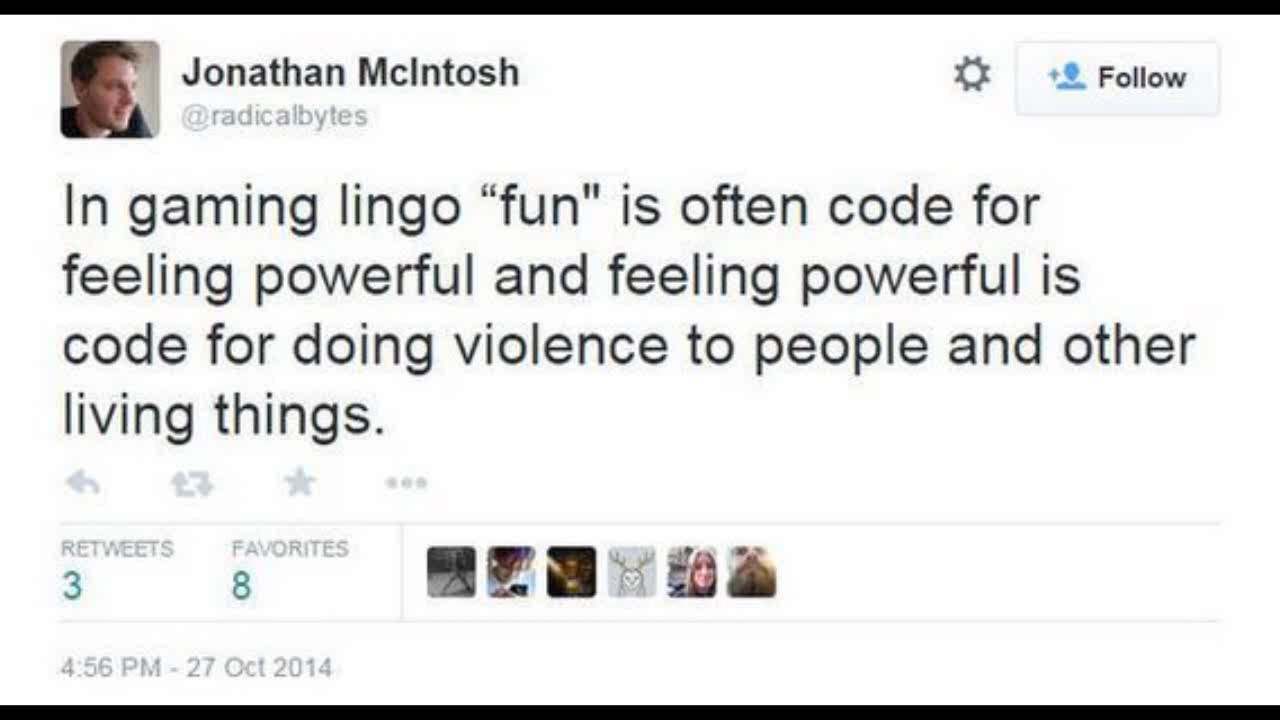 Jonathan McIntosh
Follow
@radicalbytes
In gaming lingo “fun" is often code for
feeling powerful and feeling powerful is
code for doing violence to people and other
living things.
RETWEETS FAVORITES
3 8
4:56 PM - 27 Oct 2014